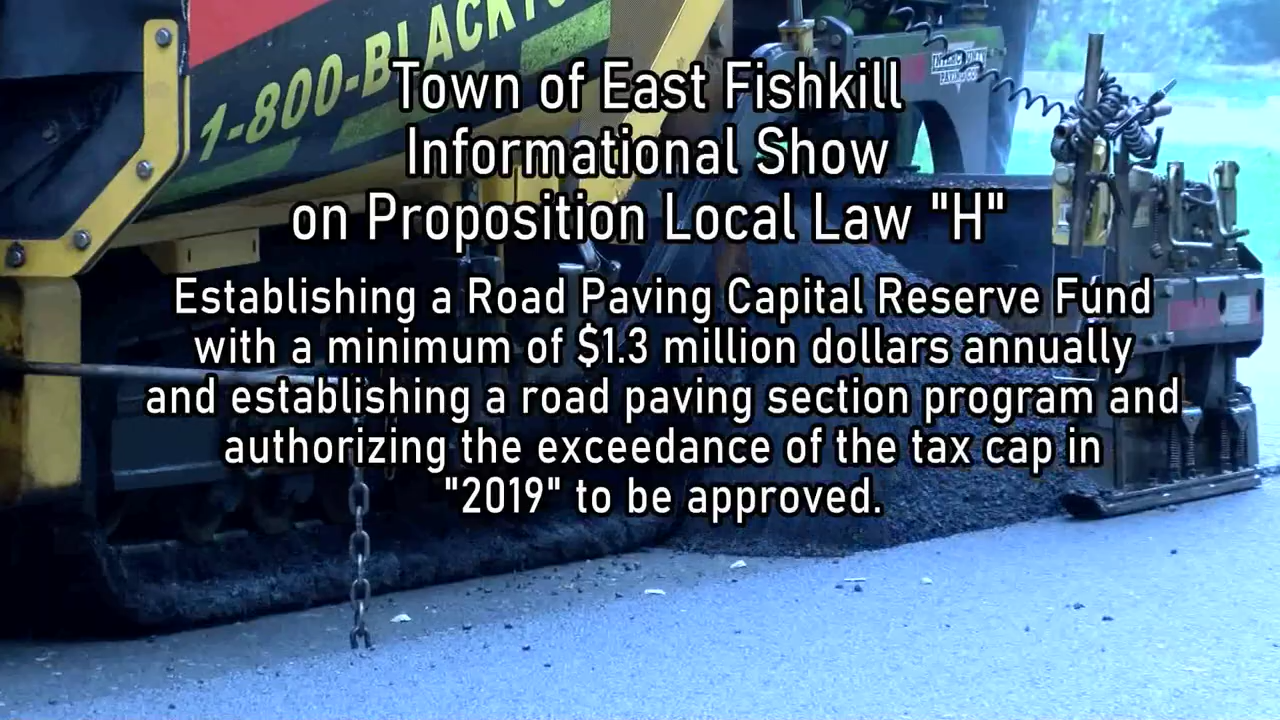 1-800-BLACKTO
Town of East Fishkill
Informational Show
on Proposition Local Law "H"
Establishing a Road Paving Capital Reserve Fund
with a minimum of $1.3 million dollars annually
and establishing a road paving section program and
authorizing the exceedance of the tax cap in
"2019" to be approved.